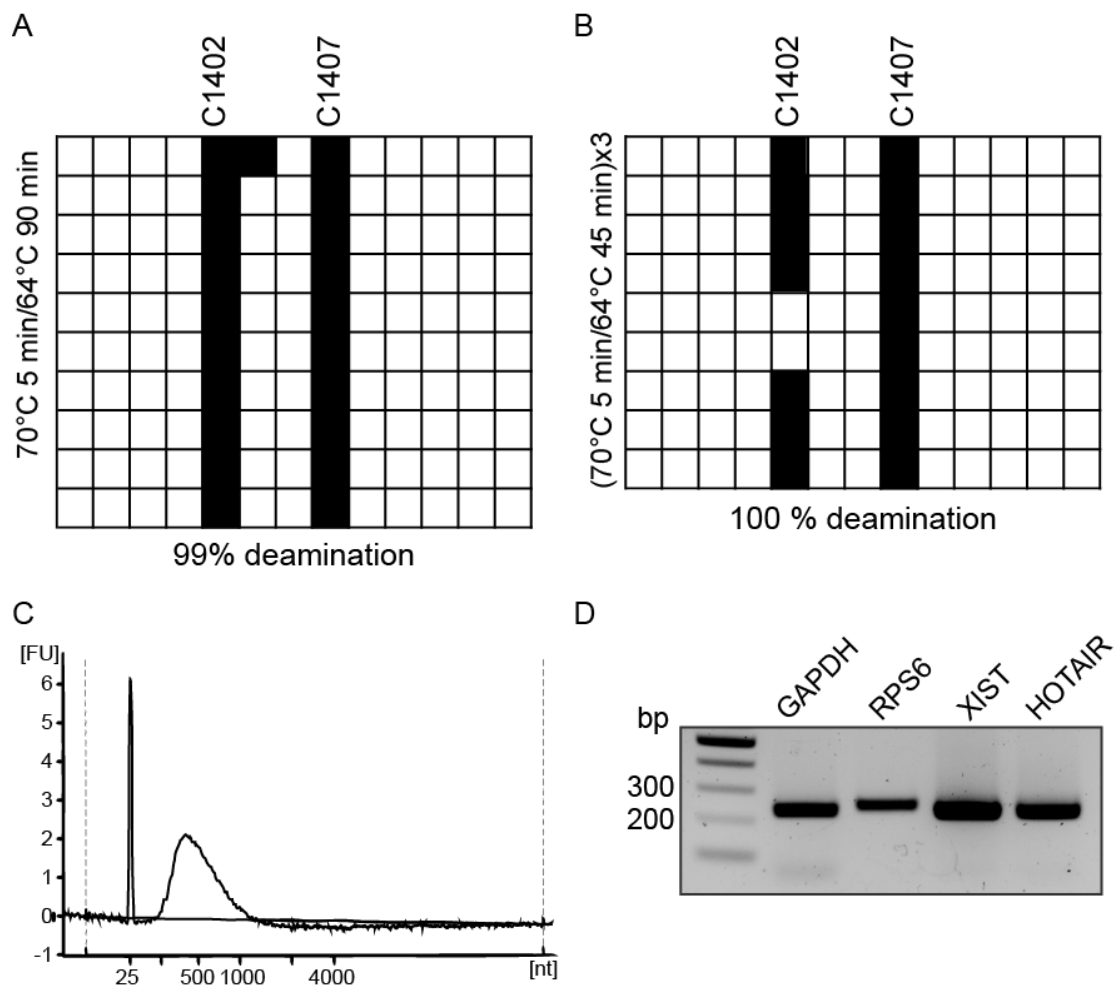 A
C1402
C1407
70°C 5 min/64°C 90 min
99% deamination
B
C1402
C1407
(70°C 5 min/64°C 45 min)x3
100 % deamination
C
[FU]
6
5
4
3
2
1
0
-1
25
500
1000
4000
[nt]
D
GAPDH
RPS6
XIST
HOTAIR
bp
300
200